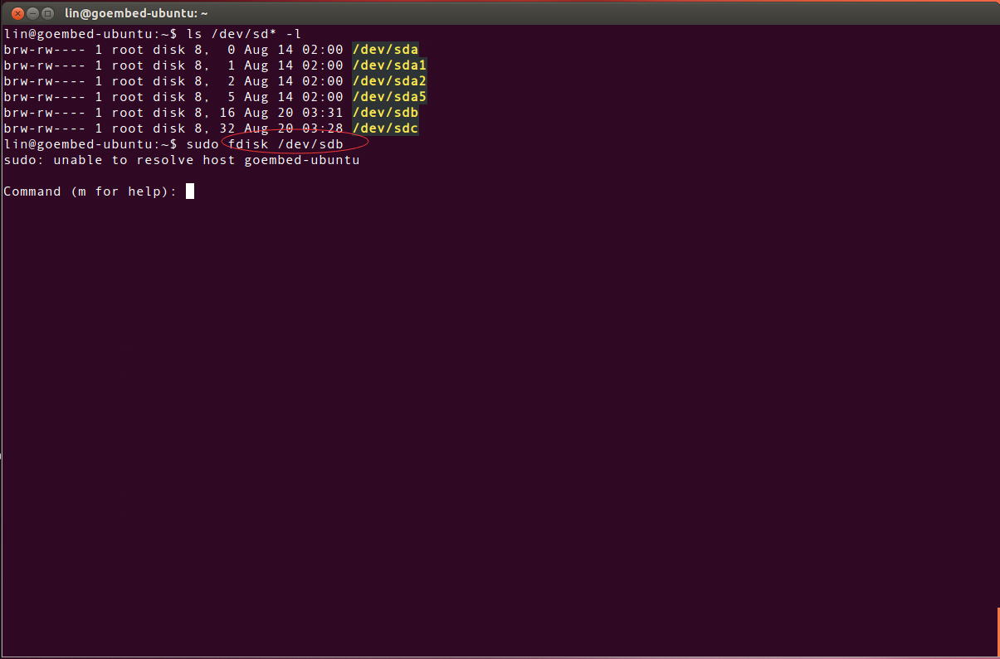 lin@goembed-ubuntu: ~
lin@goembed-ubuntu:~$ ls /dev/sd* -l
brw-rw---- 1 root disk 8,  0 Aug 14 02:00 /dev/sda
brw-rw---- 1 root disk 8,  1 Aug 14 02:00 /dev/sda1
brw-rw---- 1 root disk 8,  2 Aug 14 02:00 /dev/sda2
brw-rw---- 1 root disk 8,  5 Aug 14 02:00 /dev/sda5
brw-rw---- 1 root disk 8, 16 Aug 20 03:31 /dev/sdb
brw-rw---- 1 root disk 8, 32 Aug 20 03:28 /dev/sdc
lin@goembed-ubuntu:~$ sudo fdisk /dev/sdb
sudo: unable to resolve host goembed-ubuntu
Command (m for help):